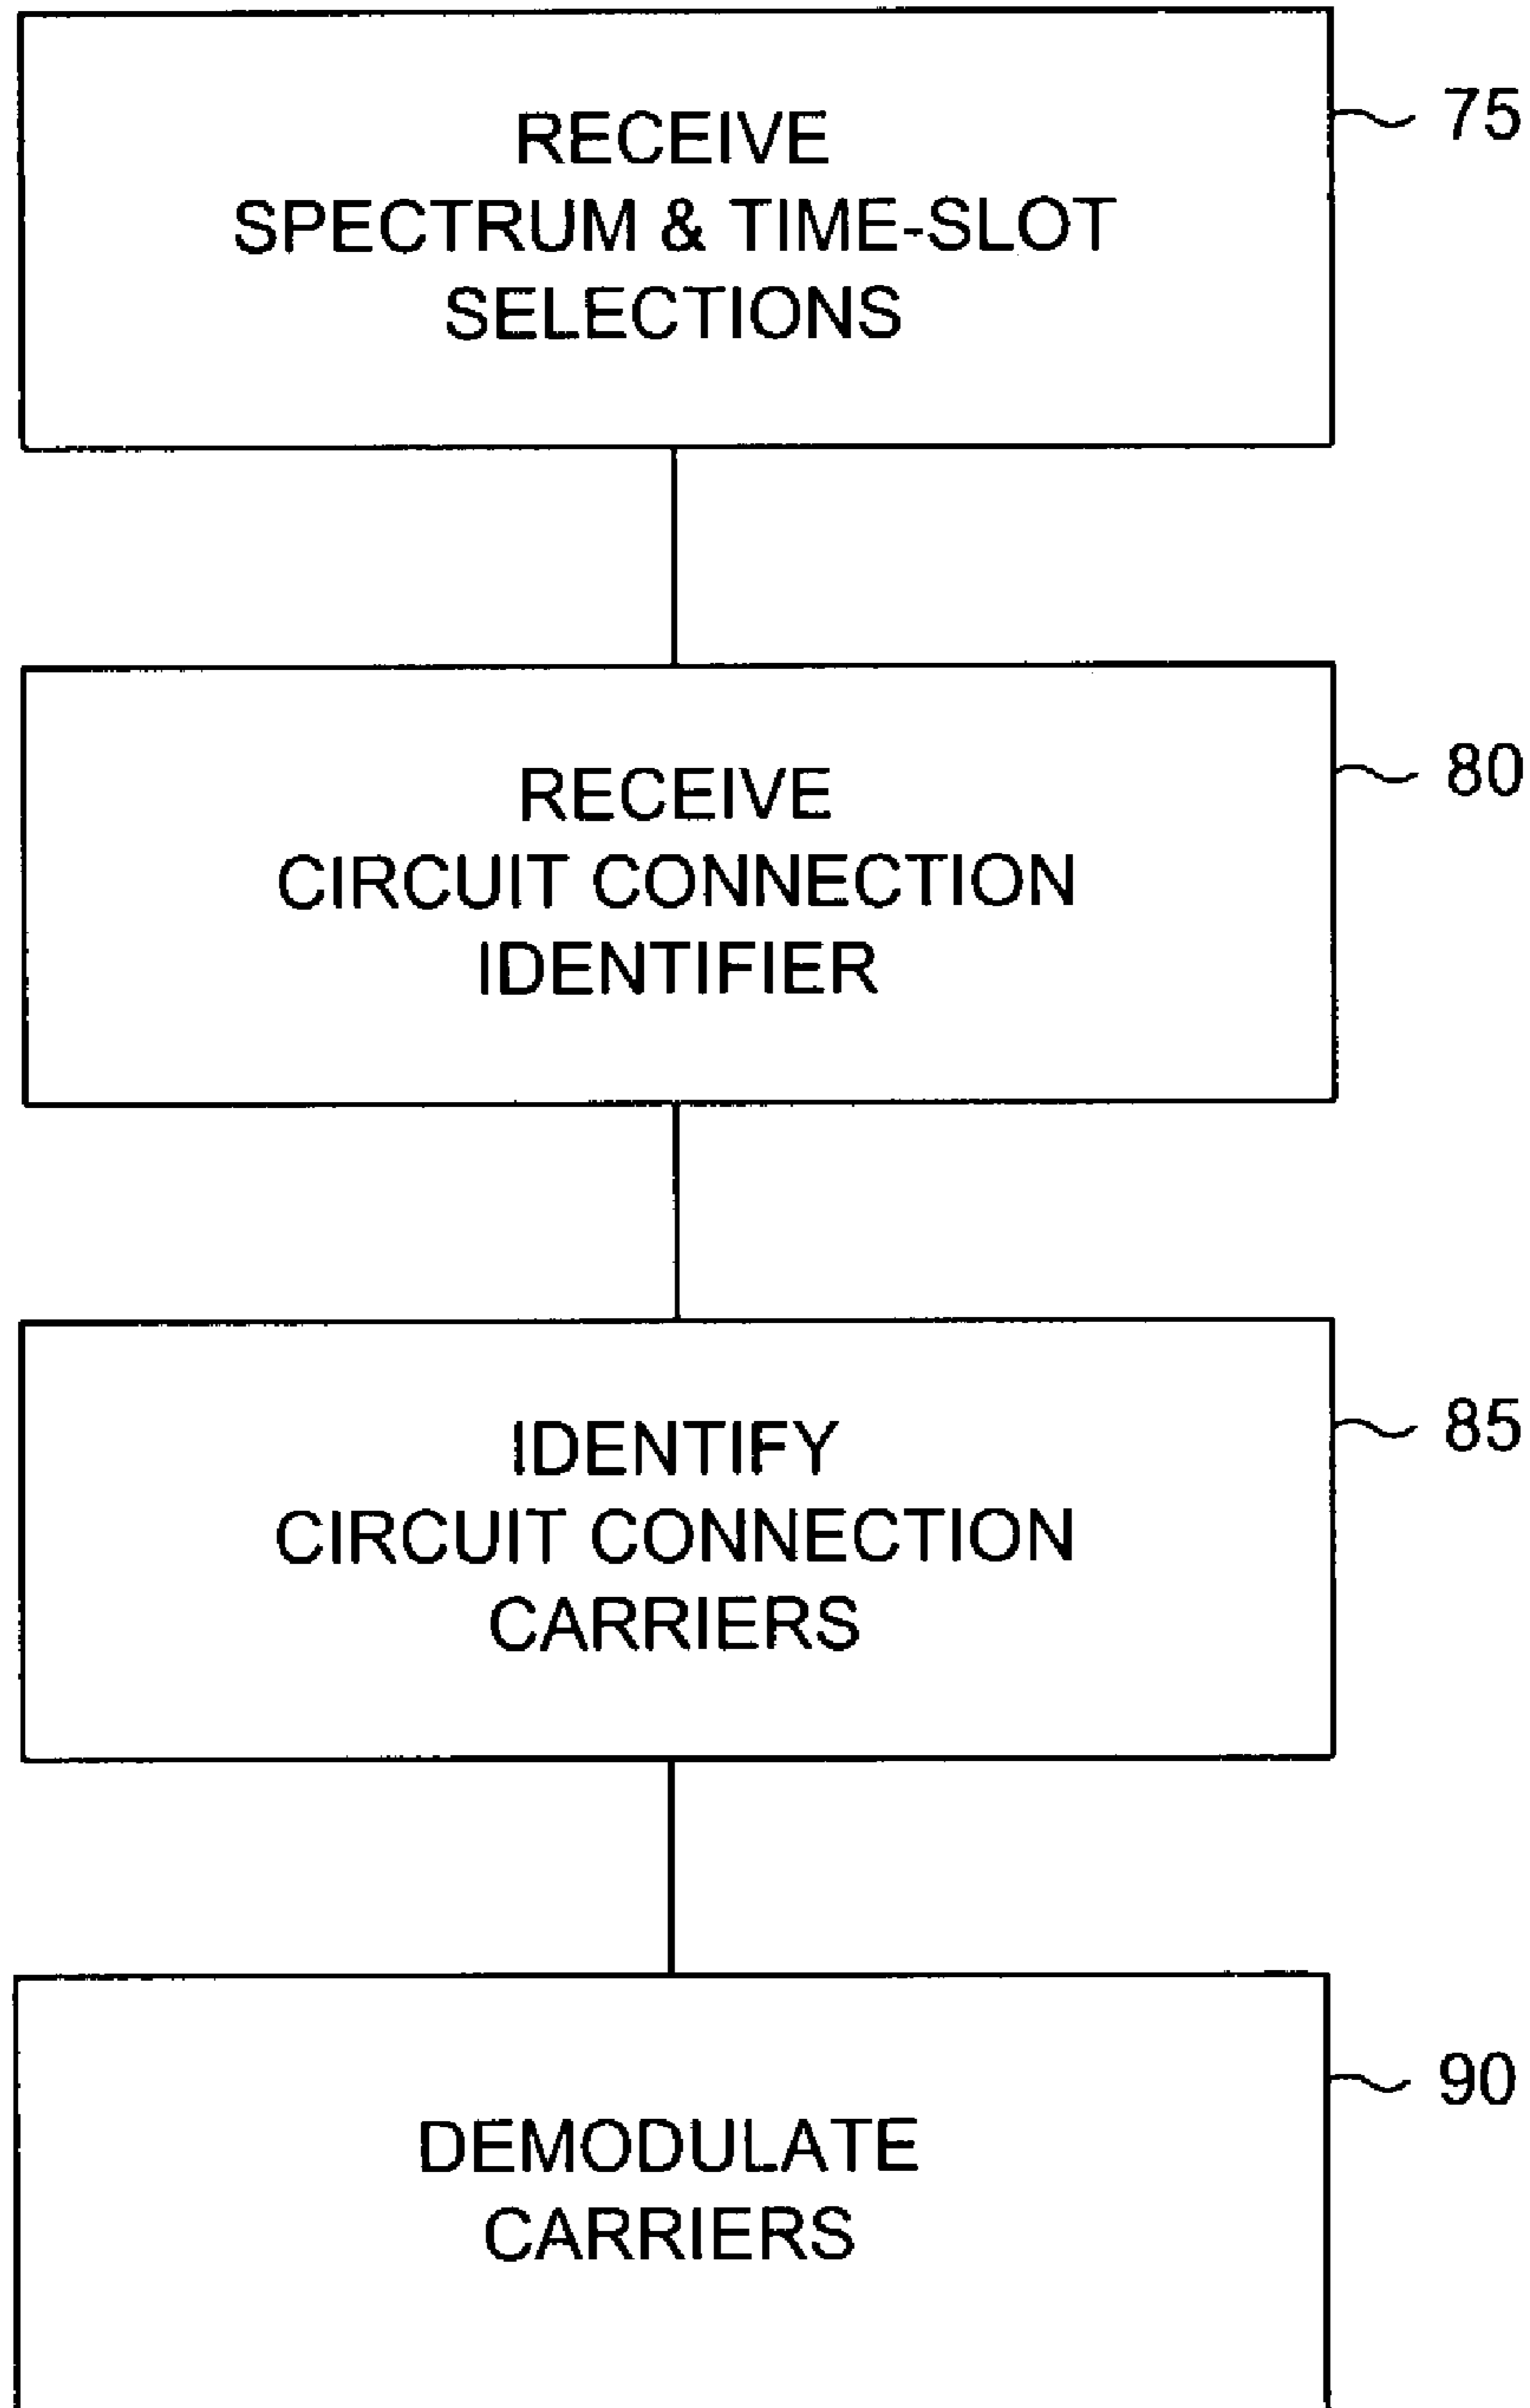 RECEIVE
SPECTRUM & TIME-SLOT
SELECTIONS
75
RECEIVE
CIRCUIT CONNECTION
IDENTIFIER
80
IDENTIFY
CIRCUIT CONNECTION
CARRIERS
85
DEMODULATE
CARRIERS
90